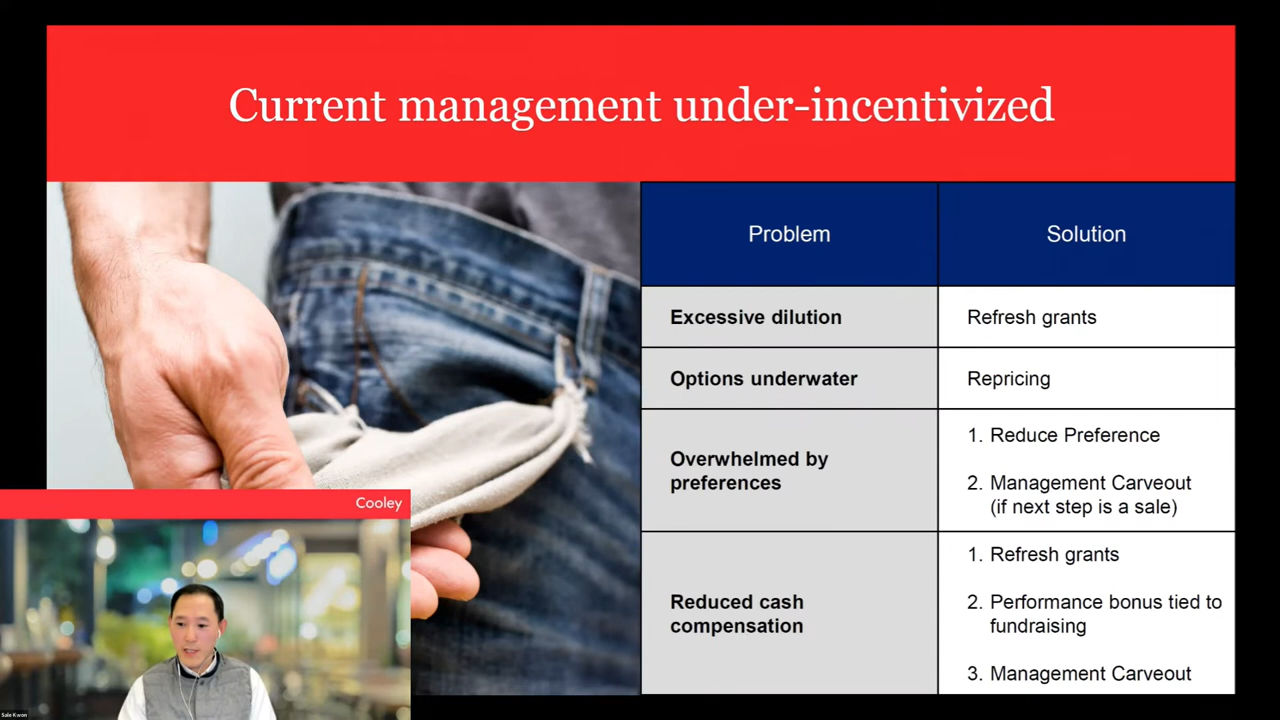 Current management under-incentivized
Problem
Solution
Excessive dilution
Refresh grants
Options underwater
Repricing
Overwhelmed by
preferences
1. Reduce Preference
2. Management Carveout
(if next step is a sale)
Reduced cash
compensation
1. Refresh grants
2. Performance bonus tied to
fundraising
3. Management Carveout
Cooley
Sale Kwon